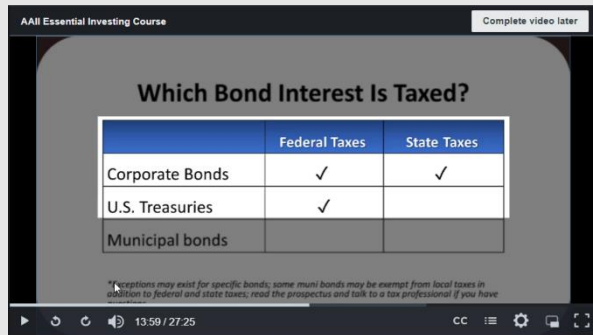 AAII Essential Investing Course
Complete video later
Which Bond Interest Is Taxed?
Federal Taxes State Taxes
Corporate Bonds ✓ ✓
U.S. Treasuries ✓
Municipal bonds
*Exceptions may exist for specific bonds; some muni bonds may be exempt from local taxes in
addition to federal and state taxes; read the prospectus and talk to a tax professional if you have
13:59 / 27:25 CC